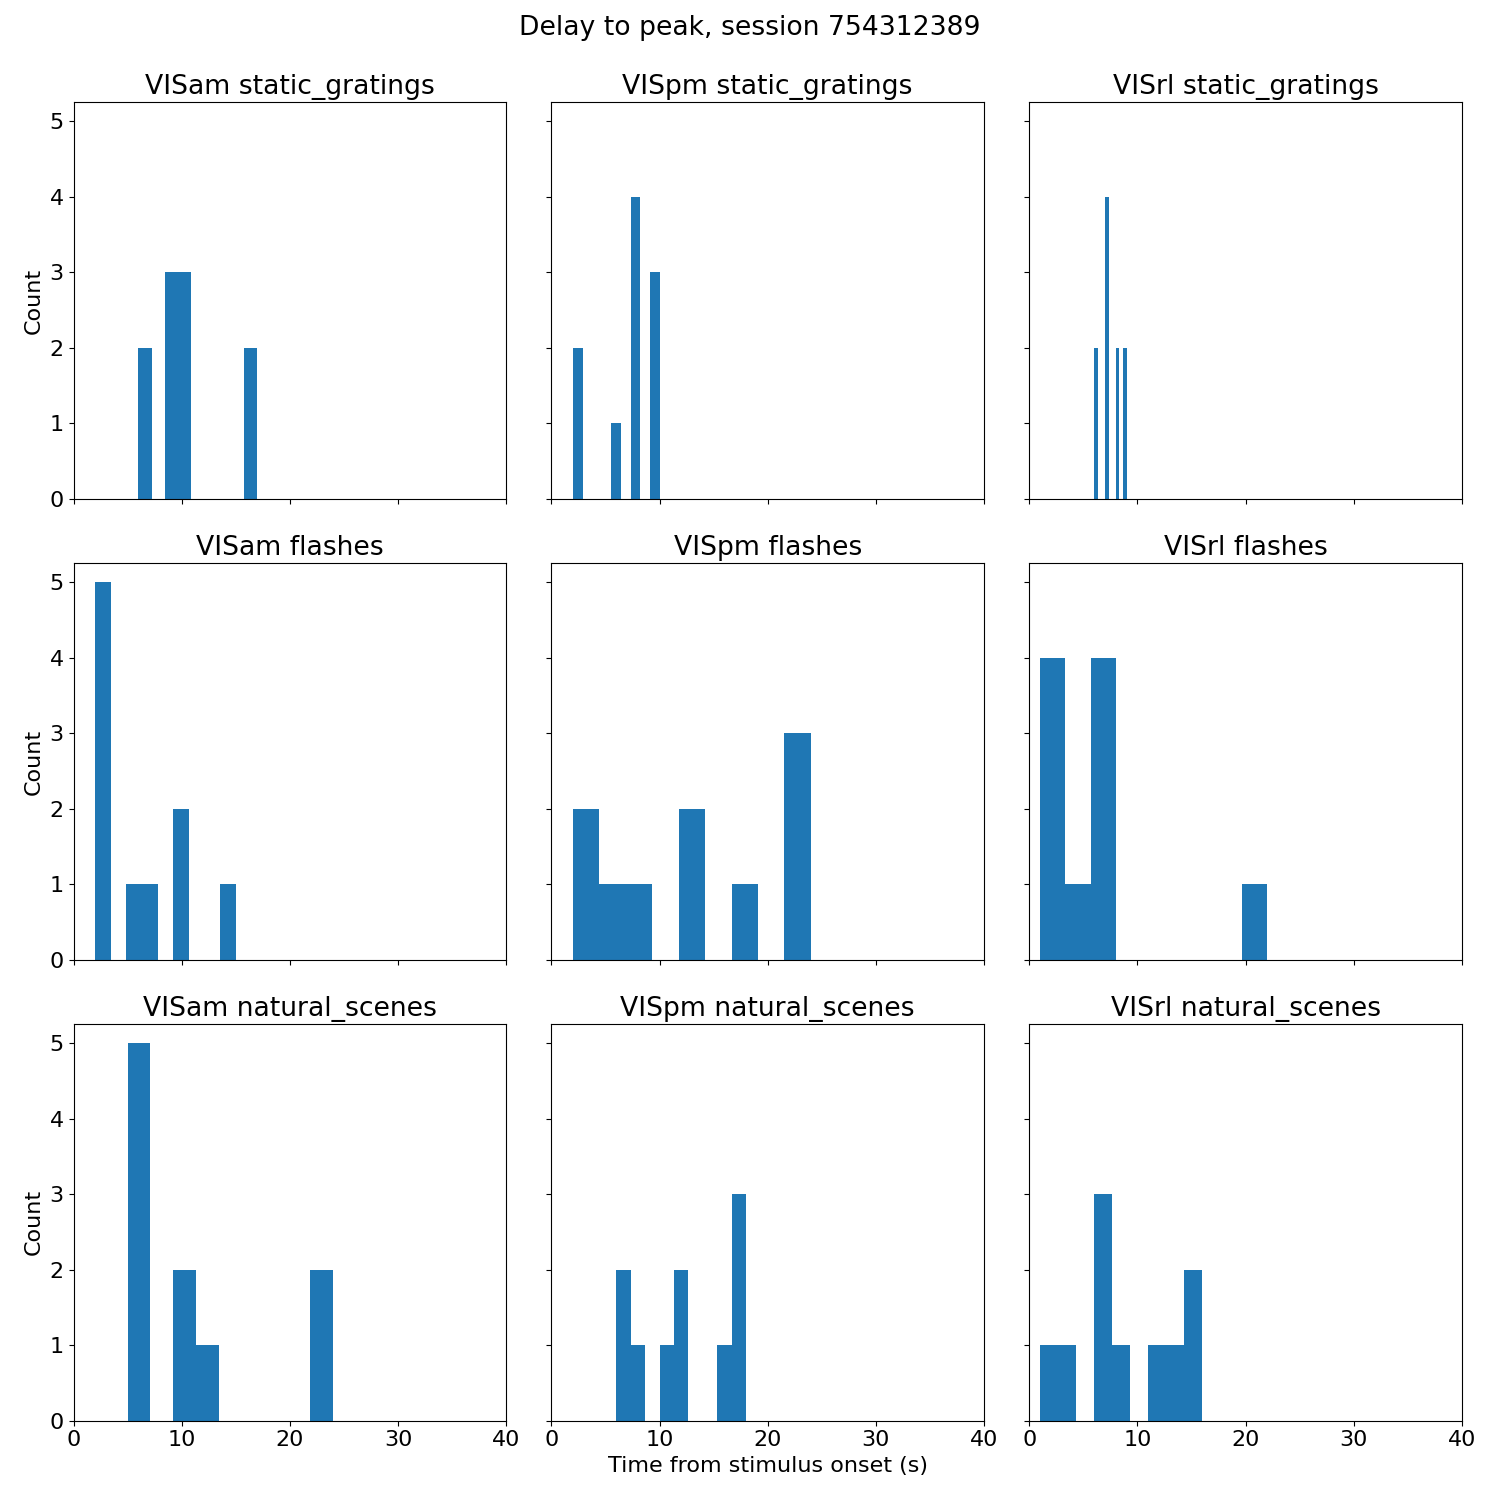 Delay to peak, session 754312389
VISam static_gratings
VISpm static_gratings
VISrl static_gratings
5
4
3
2
1
0
Count
VISam flashes
VISpm flashes
VISrl flashes
5
4
3
2
1
0
Count
VISam natural_scenes
VISpm natural_scenes
VISrl natural_scenes
5
4
3
2
1
0
Count
0 10 20 30 40
0 10 20 30 40
0 10 20 30 40
Time from stimulus onset (s)